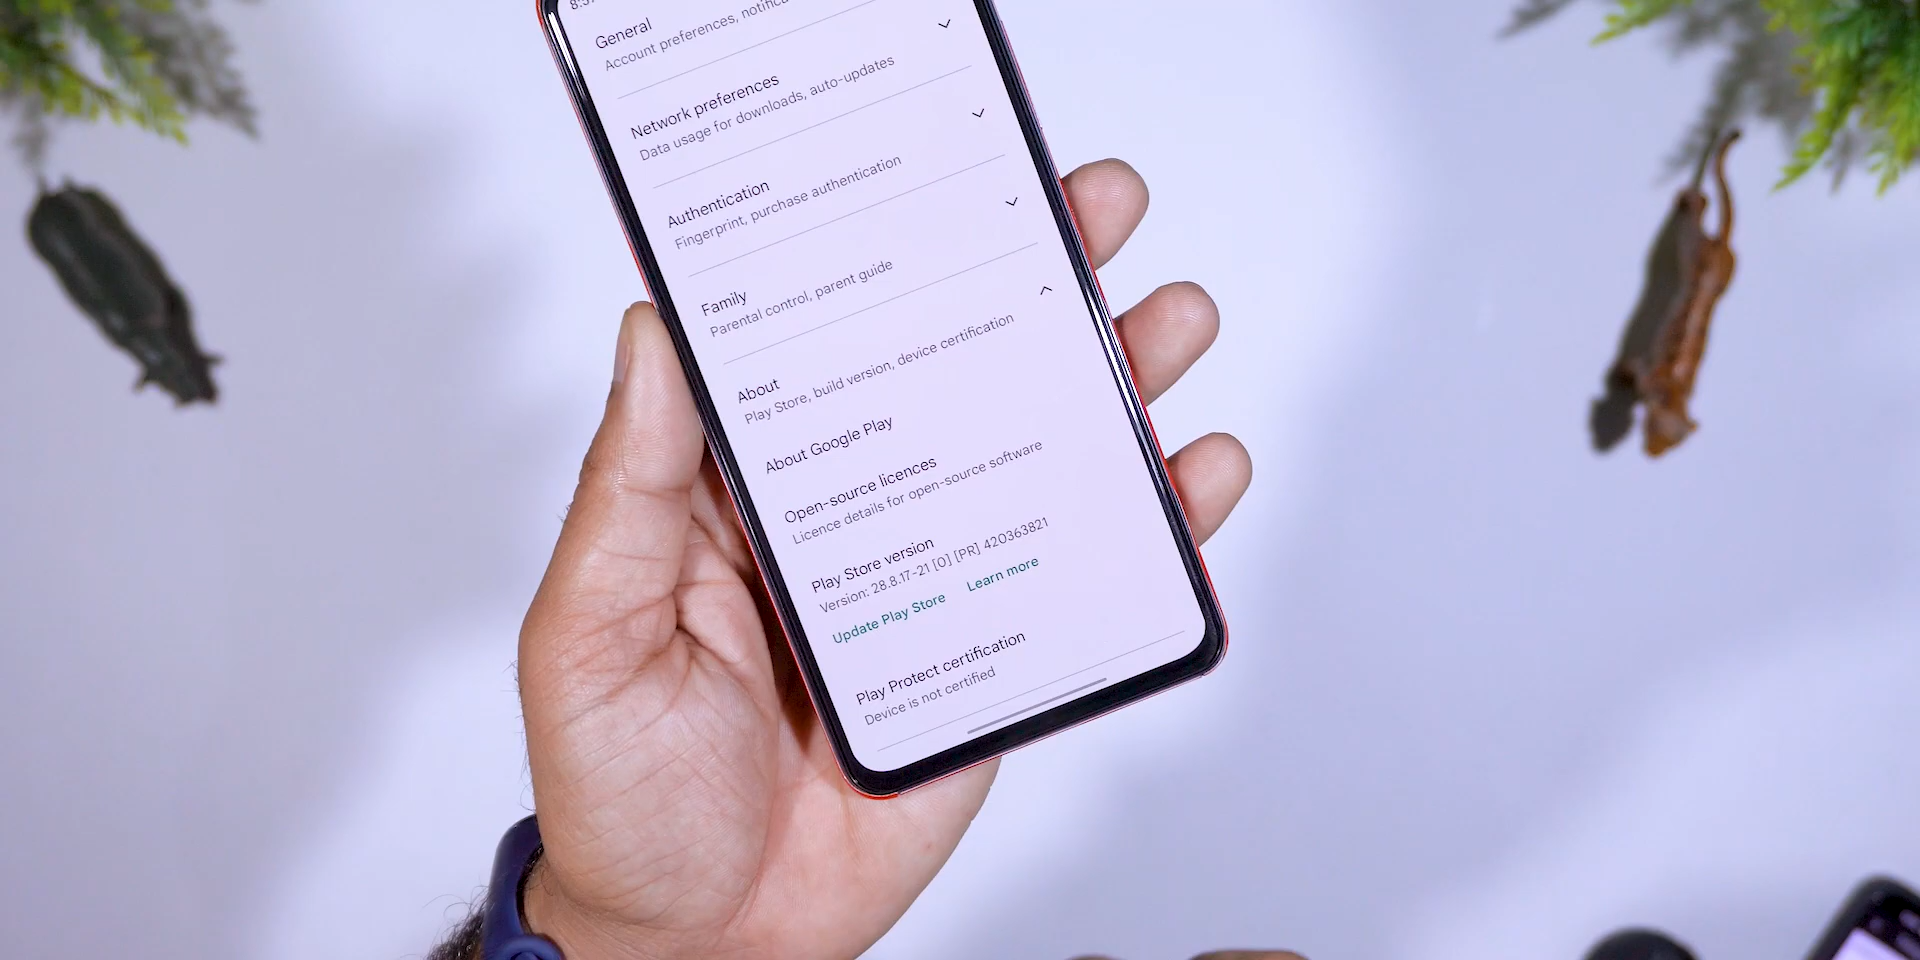 General
Account preferences,
Network preferences
Data usage for downloads, auto-updates
Authentication
Fingerprint, purchase authentication
Family
Parental control, parent guide
About
Play Store, build version, device certification
About Google Play
Open-source licences
Licence details for open-source software
Play Store version
Version: 28.8.17-21 [0] [PR] 420363821
Update Play Store Learn more
Play Protect certification
Device is not certified